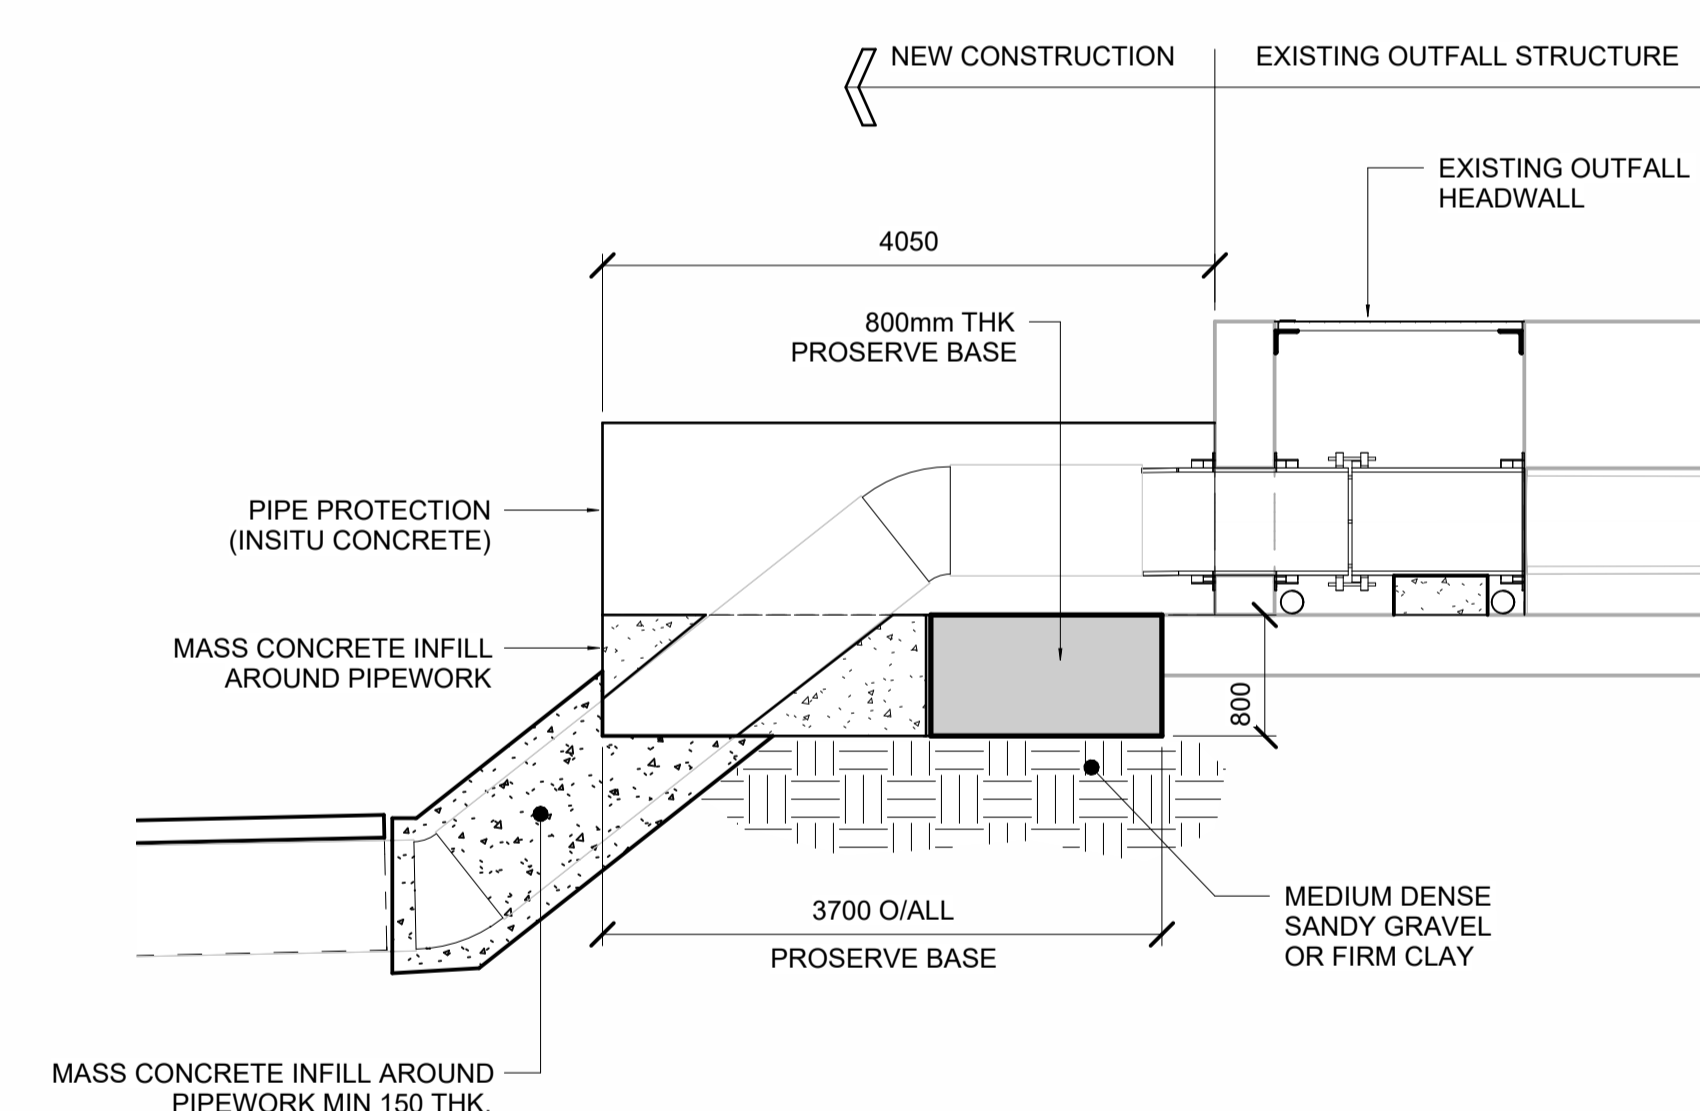 NEW CONSTRUCTION
EXISTING OUTFALL STRUCTURE
EXISTING OUTFALL
HEADWALL
4050
800mm THK
PROSERVE BASE
PIPE PROTECTION
(INSITU CONCRETE)
MASS CONCRETE INFILL
AROUND PIPEWORK
800
3700 O/ALL
PROSERVE BASE
MEDIUM DENSE
SANDY GRAVEL
OR FIRM CLAY
MASS CONCRETE INFILL AROUND
PIPEWORK MIN 150 THK.